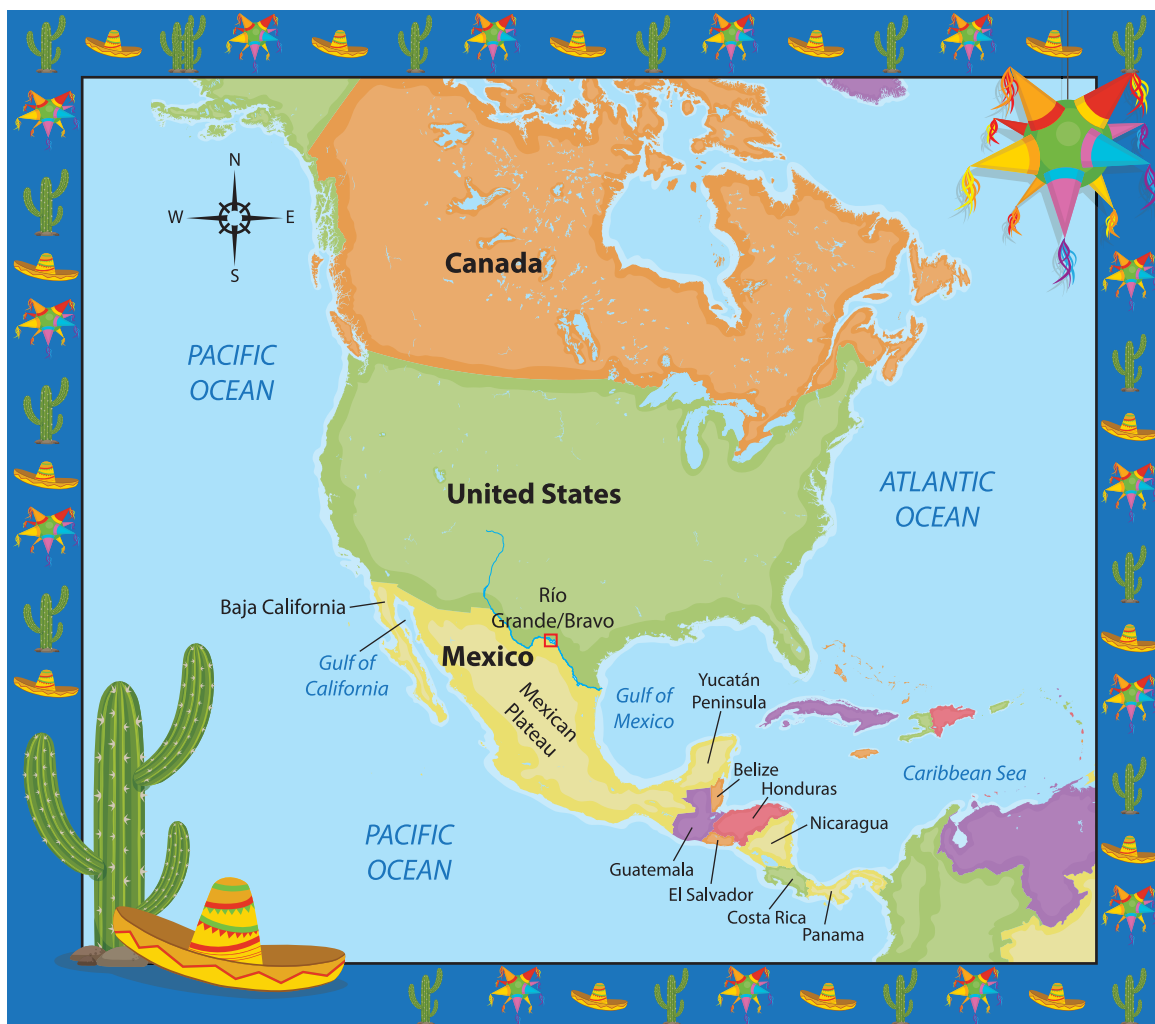 N
W
E
S
Canada
PACIFIC
OCEAN
United States
ATLANTIC
OCEAN
Baja California
Río
Grande/Bravo
Gulf of
California
Mexico
Mexican
Plateau
Gulf of
Mexico
Yucatán
Peninsula
Belize
Honduras
Caribbean Sea
Nicaragua
PACIFIC
OCEAN
Guatemala
El Salvador
Costa Rica
Panama